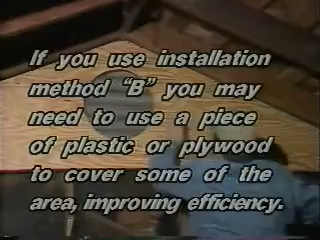 If you use installation
method "B" you may
need to use a piece
of plastic or plywood
to cover some of the
area, improving efficiency.